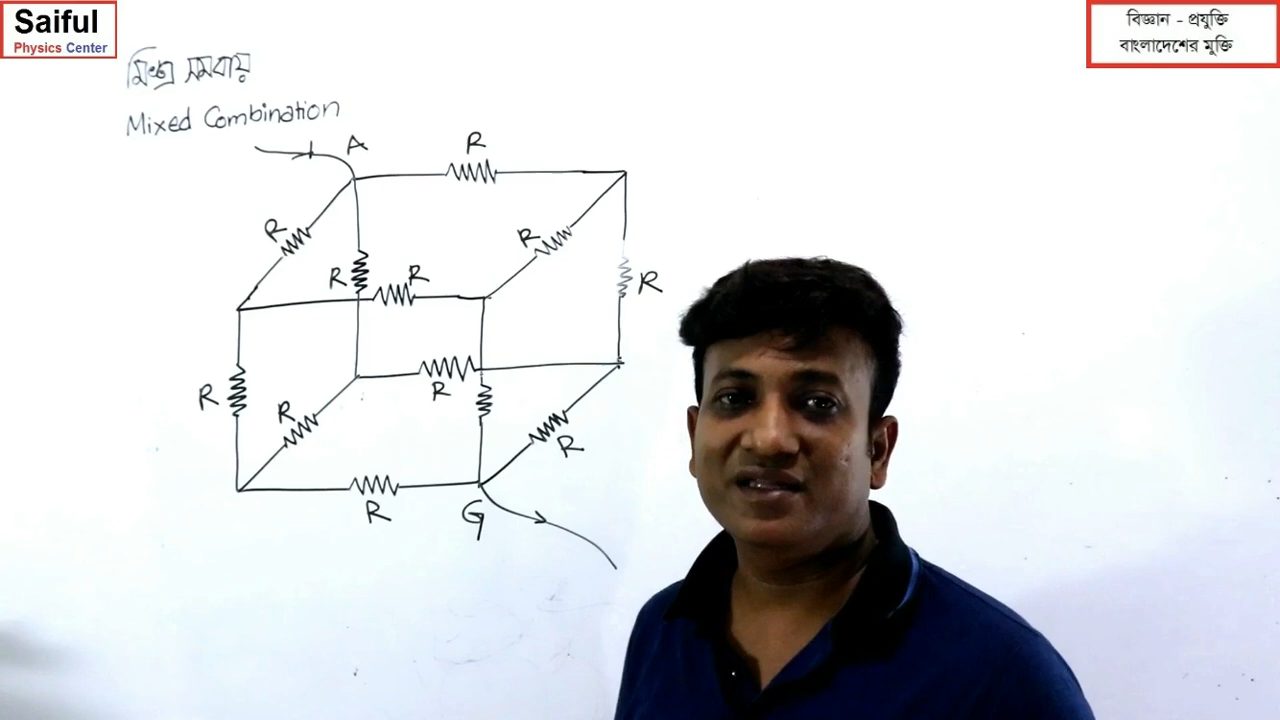 Saiful
Physics Center
বিজ্ঞান - প্রযুক্তি
বাংলাদেশের মুক্তি
মিশ্র সমবায়
Mixed Combination
A
R
R
R
R
R
R
R
R
R
R
R
G